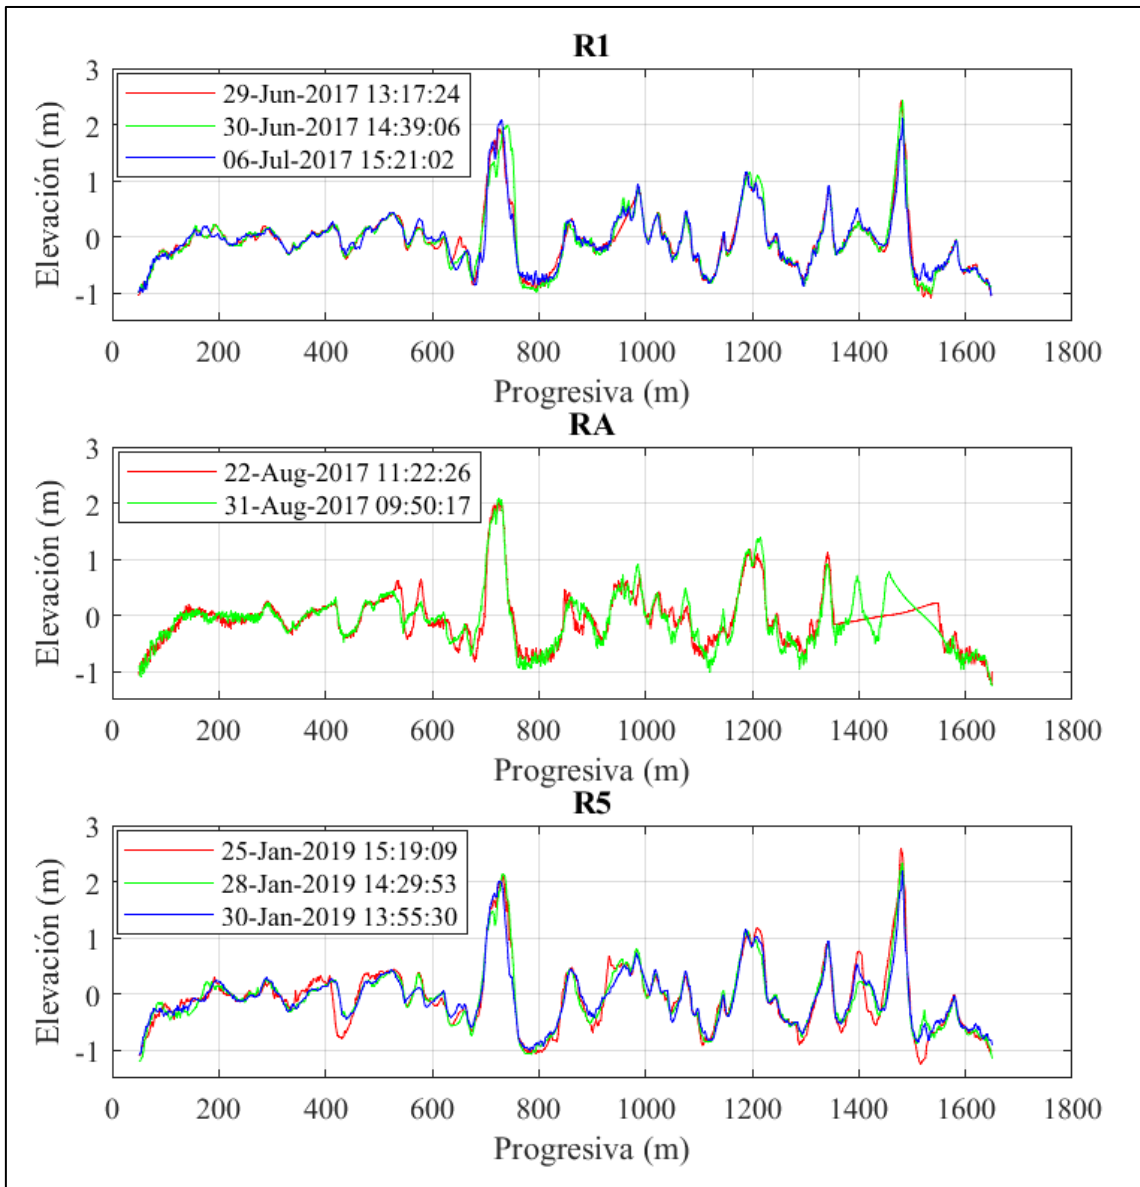 R1
Elevación (m)
3
2
1
0
-1
29-Jun-2017 13:17:24
30-Jun-2017 14:39:06
06-Jul-2017 15:21:02
0 200 400 600 800 1000 1200 1400 1600 1800
Progresiva (m)
RA
Elevación (m)
3
2
1
0
-1
22-Aug-2017 11:22:26
31-Aug-2017 09:50:17
0 200 400 600 800 1000 1200 1400 1600 1800
Progresiva (m)
R5
Elevación (m)
3
2
1
0
-1
25-Jan-2019 15:19:09
28-Jan-2019 14:29:53
30-Jan-2019 13:55:30
0 200 400 600 800 1000 1200 1400 1600 1800
Progresiva (m)